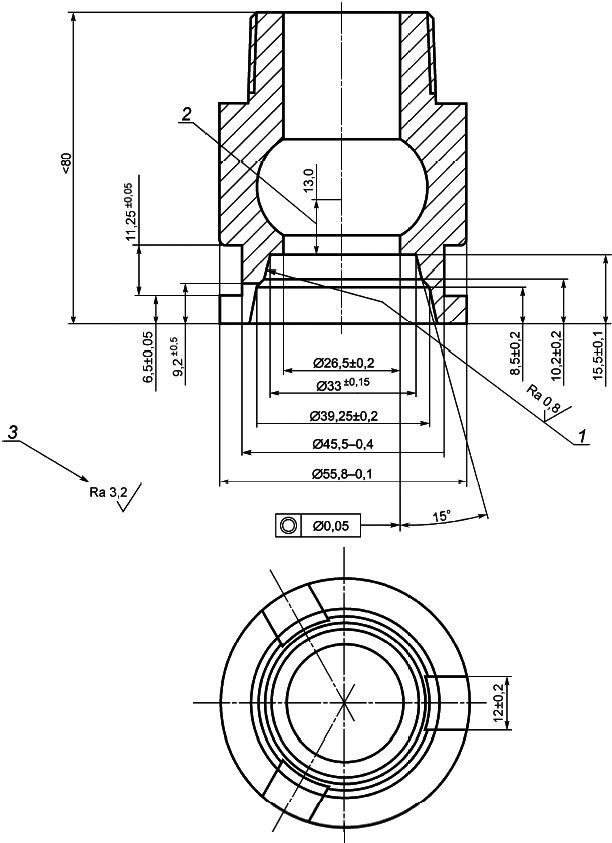 2
<80
13,0
11,25±0,05
6,5±0,05
9,2±0,5
8,5±0,2
10,2±0,2
15,5±0,1
Ø26,5±0,2
Ø33±0,15
Ø39,25±0,2
Ø45,5–0,4
Ø55,8–0,1
Ra 0,8
1
3
Ra 3,2
Ø0,05
15°
12±0,2